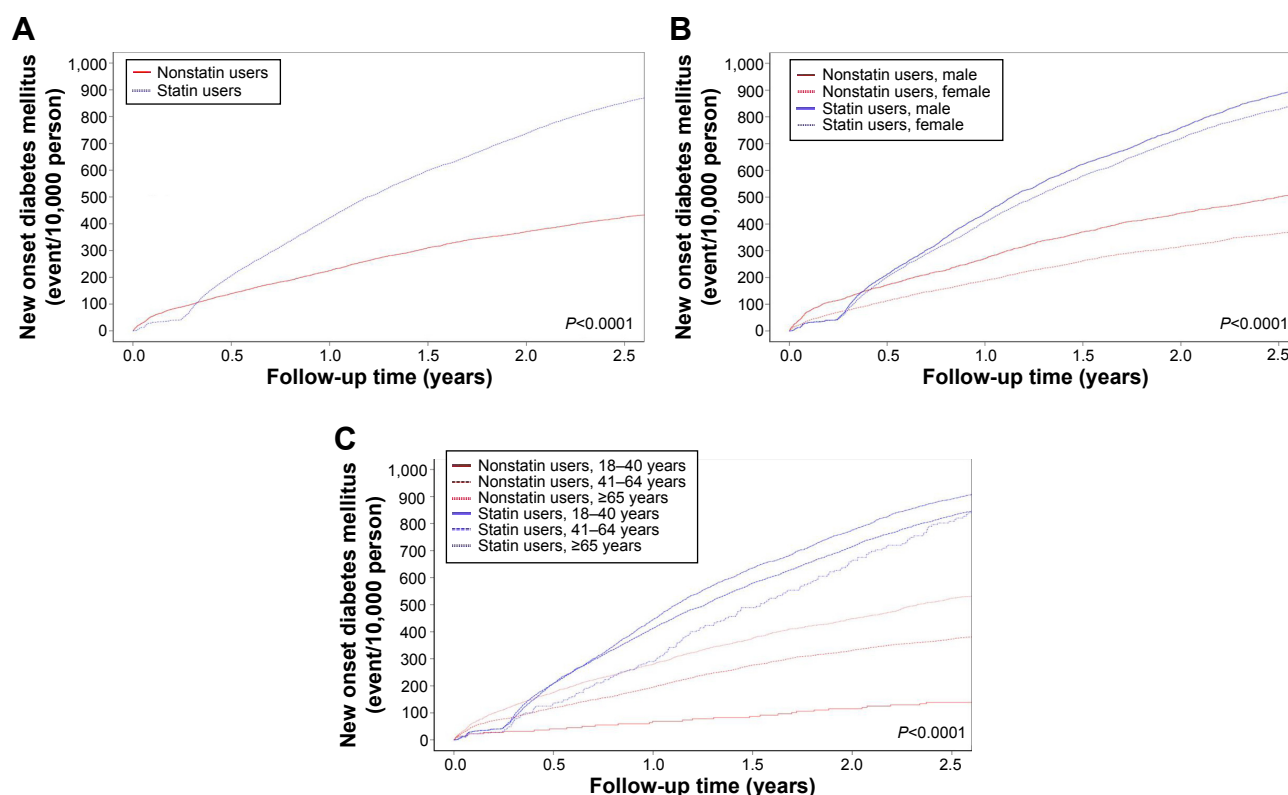 A
New onset diabetes mellitus
(event/10,000 person)
1,000
900
800
700
600
500
400
300
200
100
0
Nonstatin users
Statin users
P<0.0001
0.0 0.5 1.0 1.5 2.0 2.5
Follow-up time (years)
B
New onset diabetes mellitus
(event/10,000 person)
1,000
900
800
700
600
500
400
300
200
100
0
Nonstatin users, male
Nonstatin users, female
Statin users, male
Statin users, female
P<0.0001
0.0 0.5 1.0 1.5 2.0 2.5
Follow-up time (years)
C
New onset diabetes mellitus
(event/10,000 person)
1,000
900
800
700
600
500
400
300
200
100
0
Nonstatin users, 18–40 years
Nonstatin users, 41–64 years
Nonstatin users, ≥65 years
Statin users, 18–40 years
Statin users, 41–64 years
Statin users, ≥65 years
P<0.0001
0.0 0.5 1.0 1.5 2.0 2.5
Follow-up time (years)